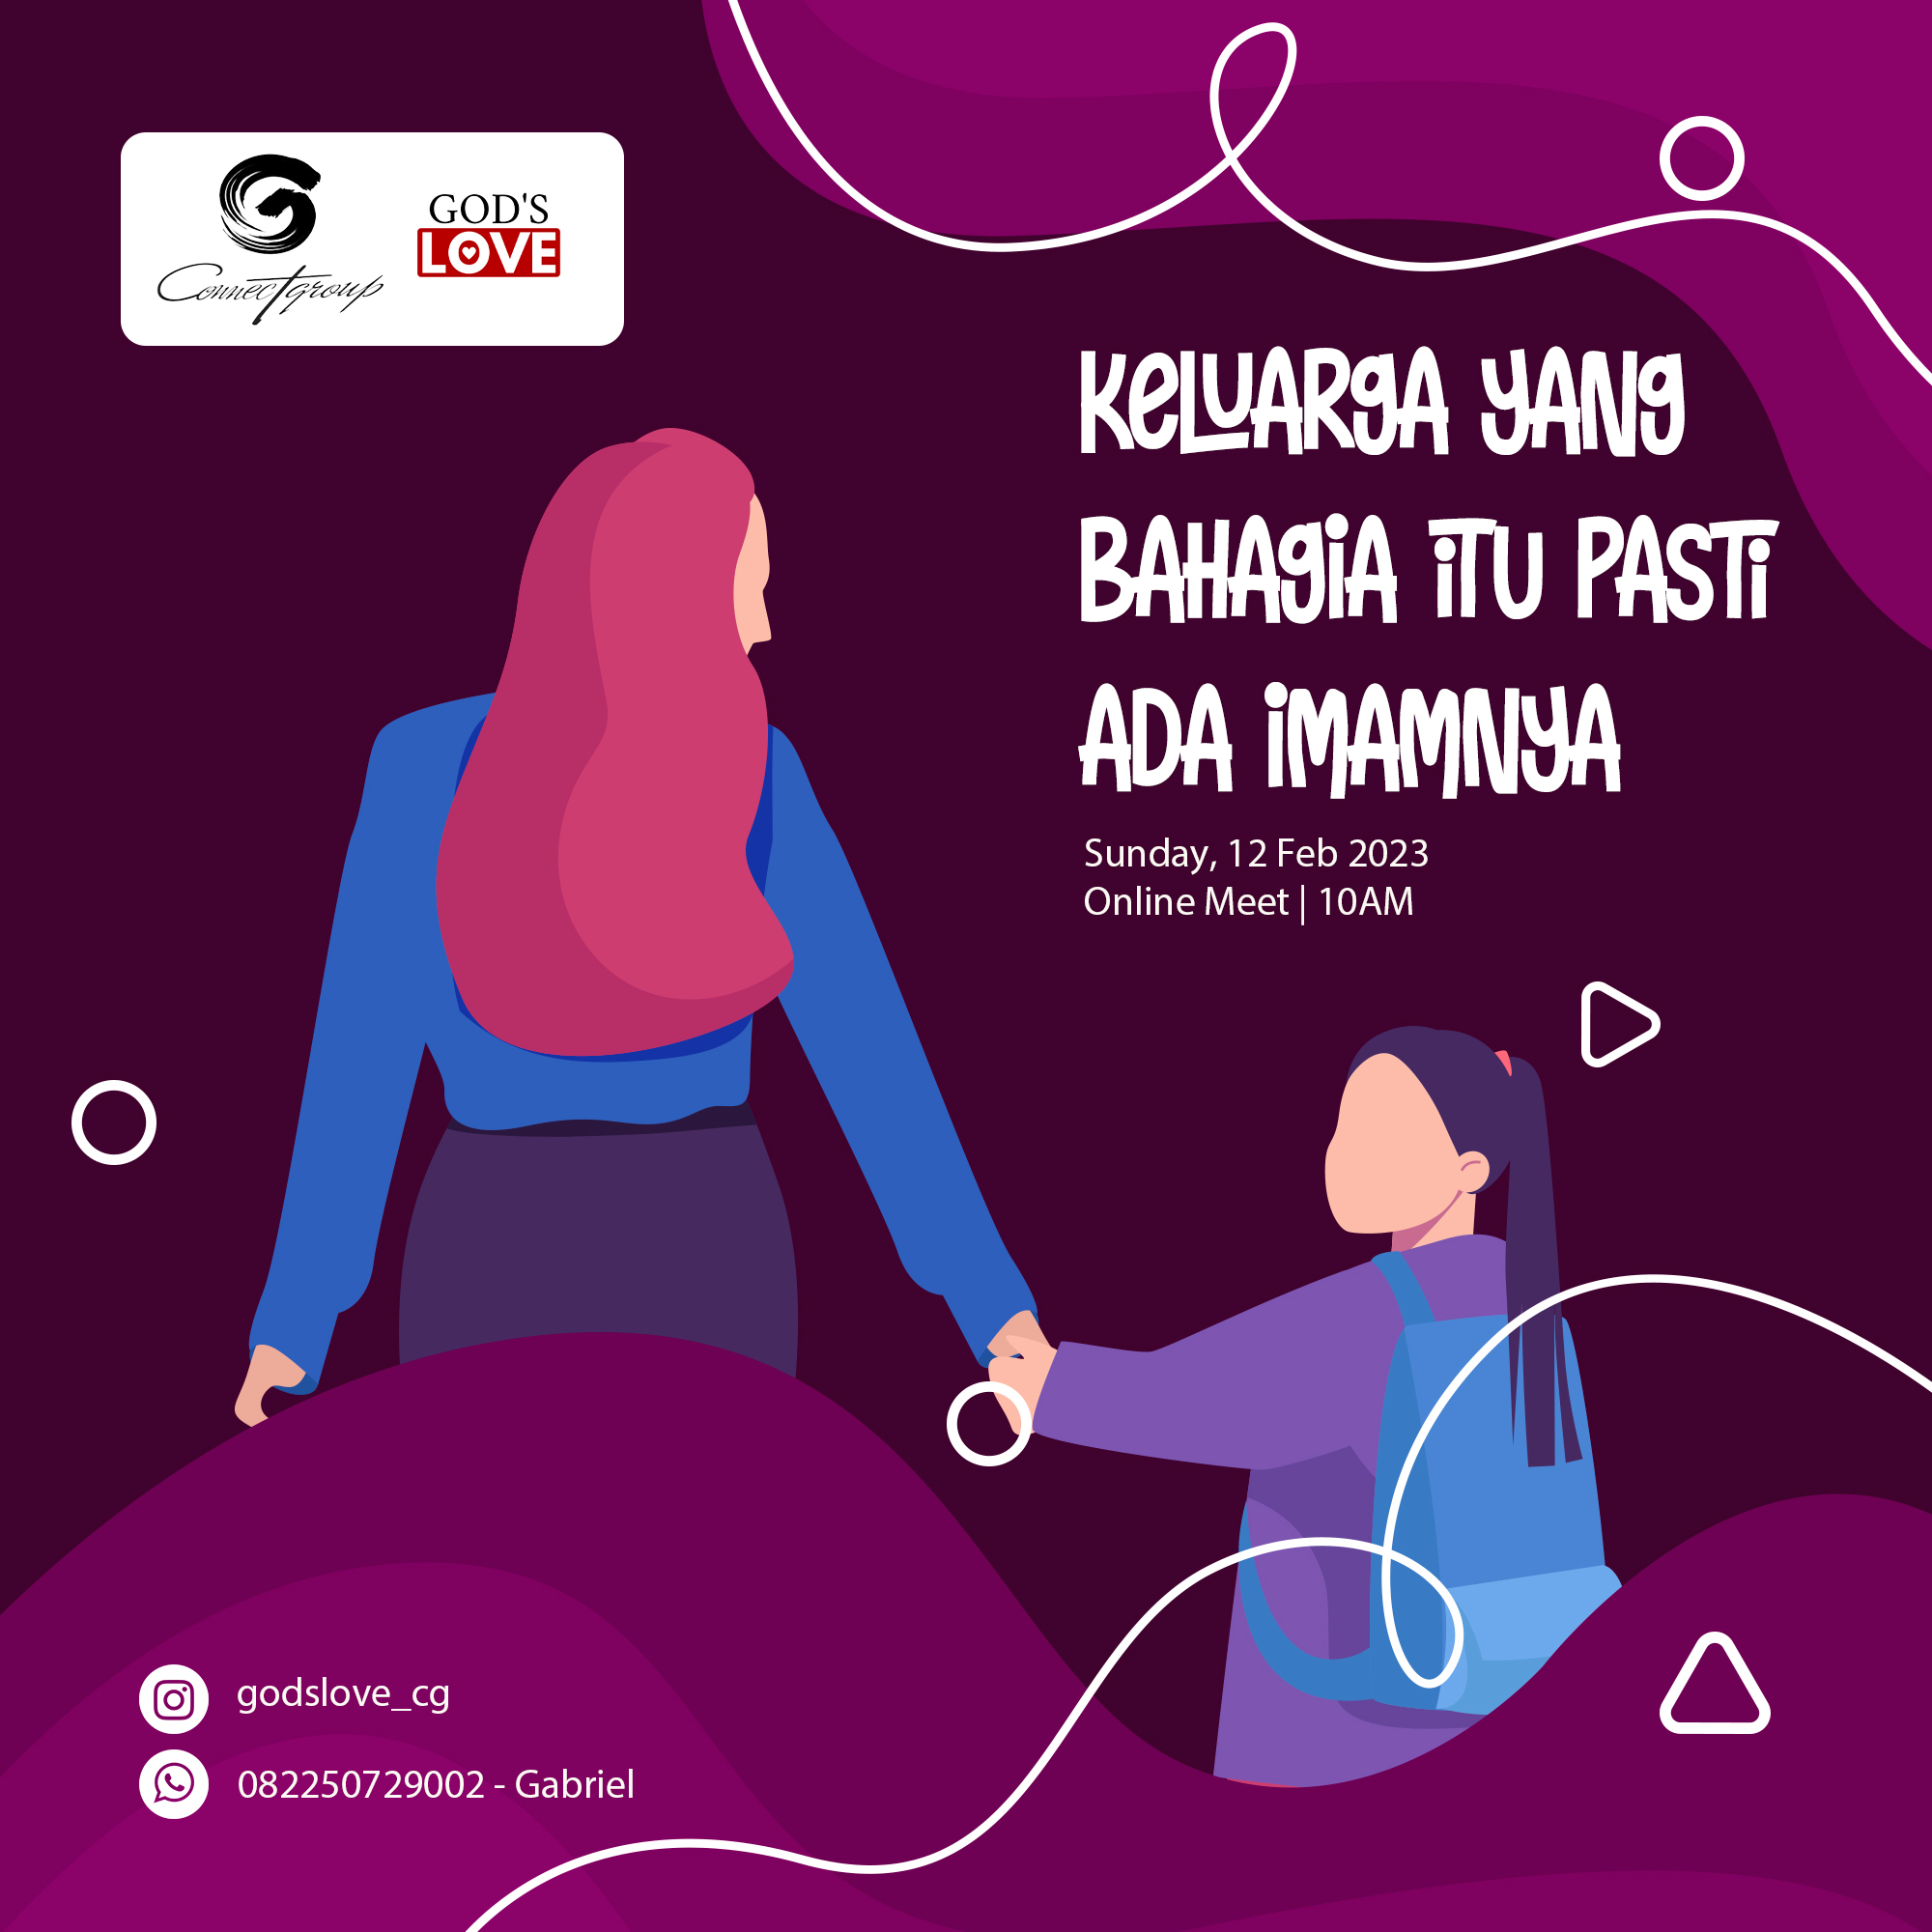 Connectgroup
GOD'S
LOVE
KELUARGA YANG
BAHAGIA ITU PASTI
ADA IMAMNYA
Sunday, 12 Feb 2023
Online Meet | 10AM
godslove_cg
082250729002 - Gabriel